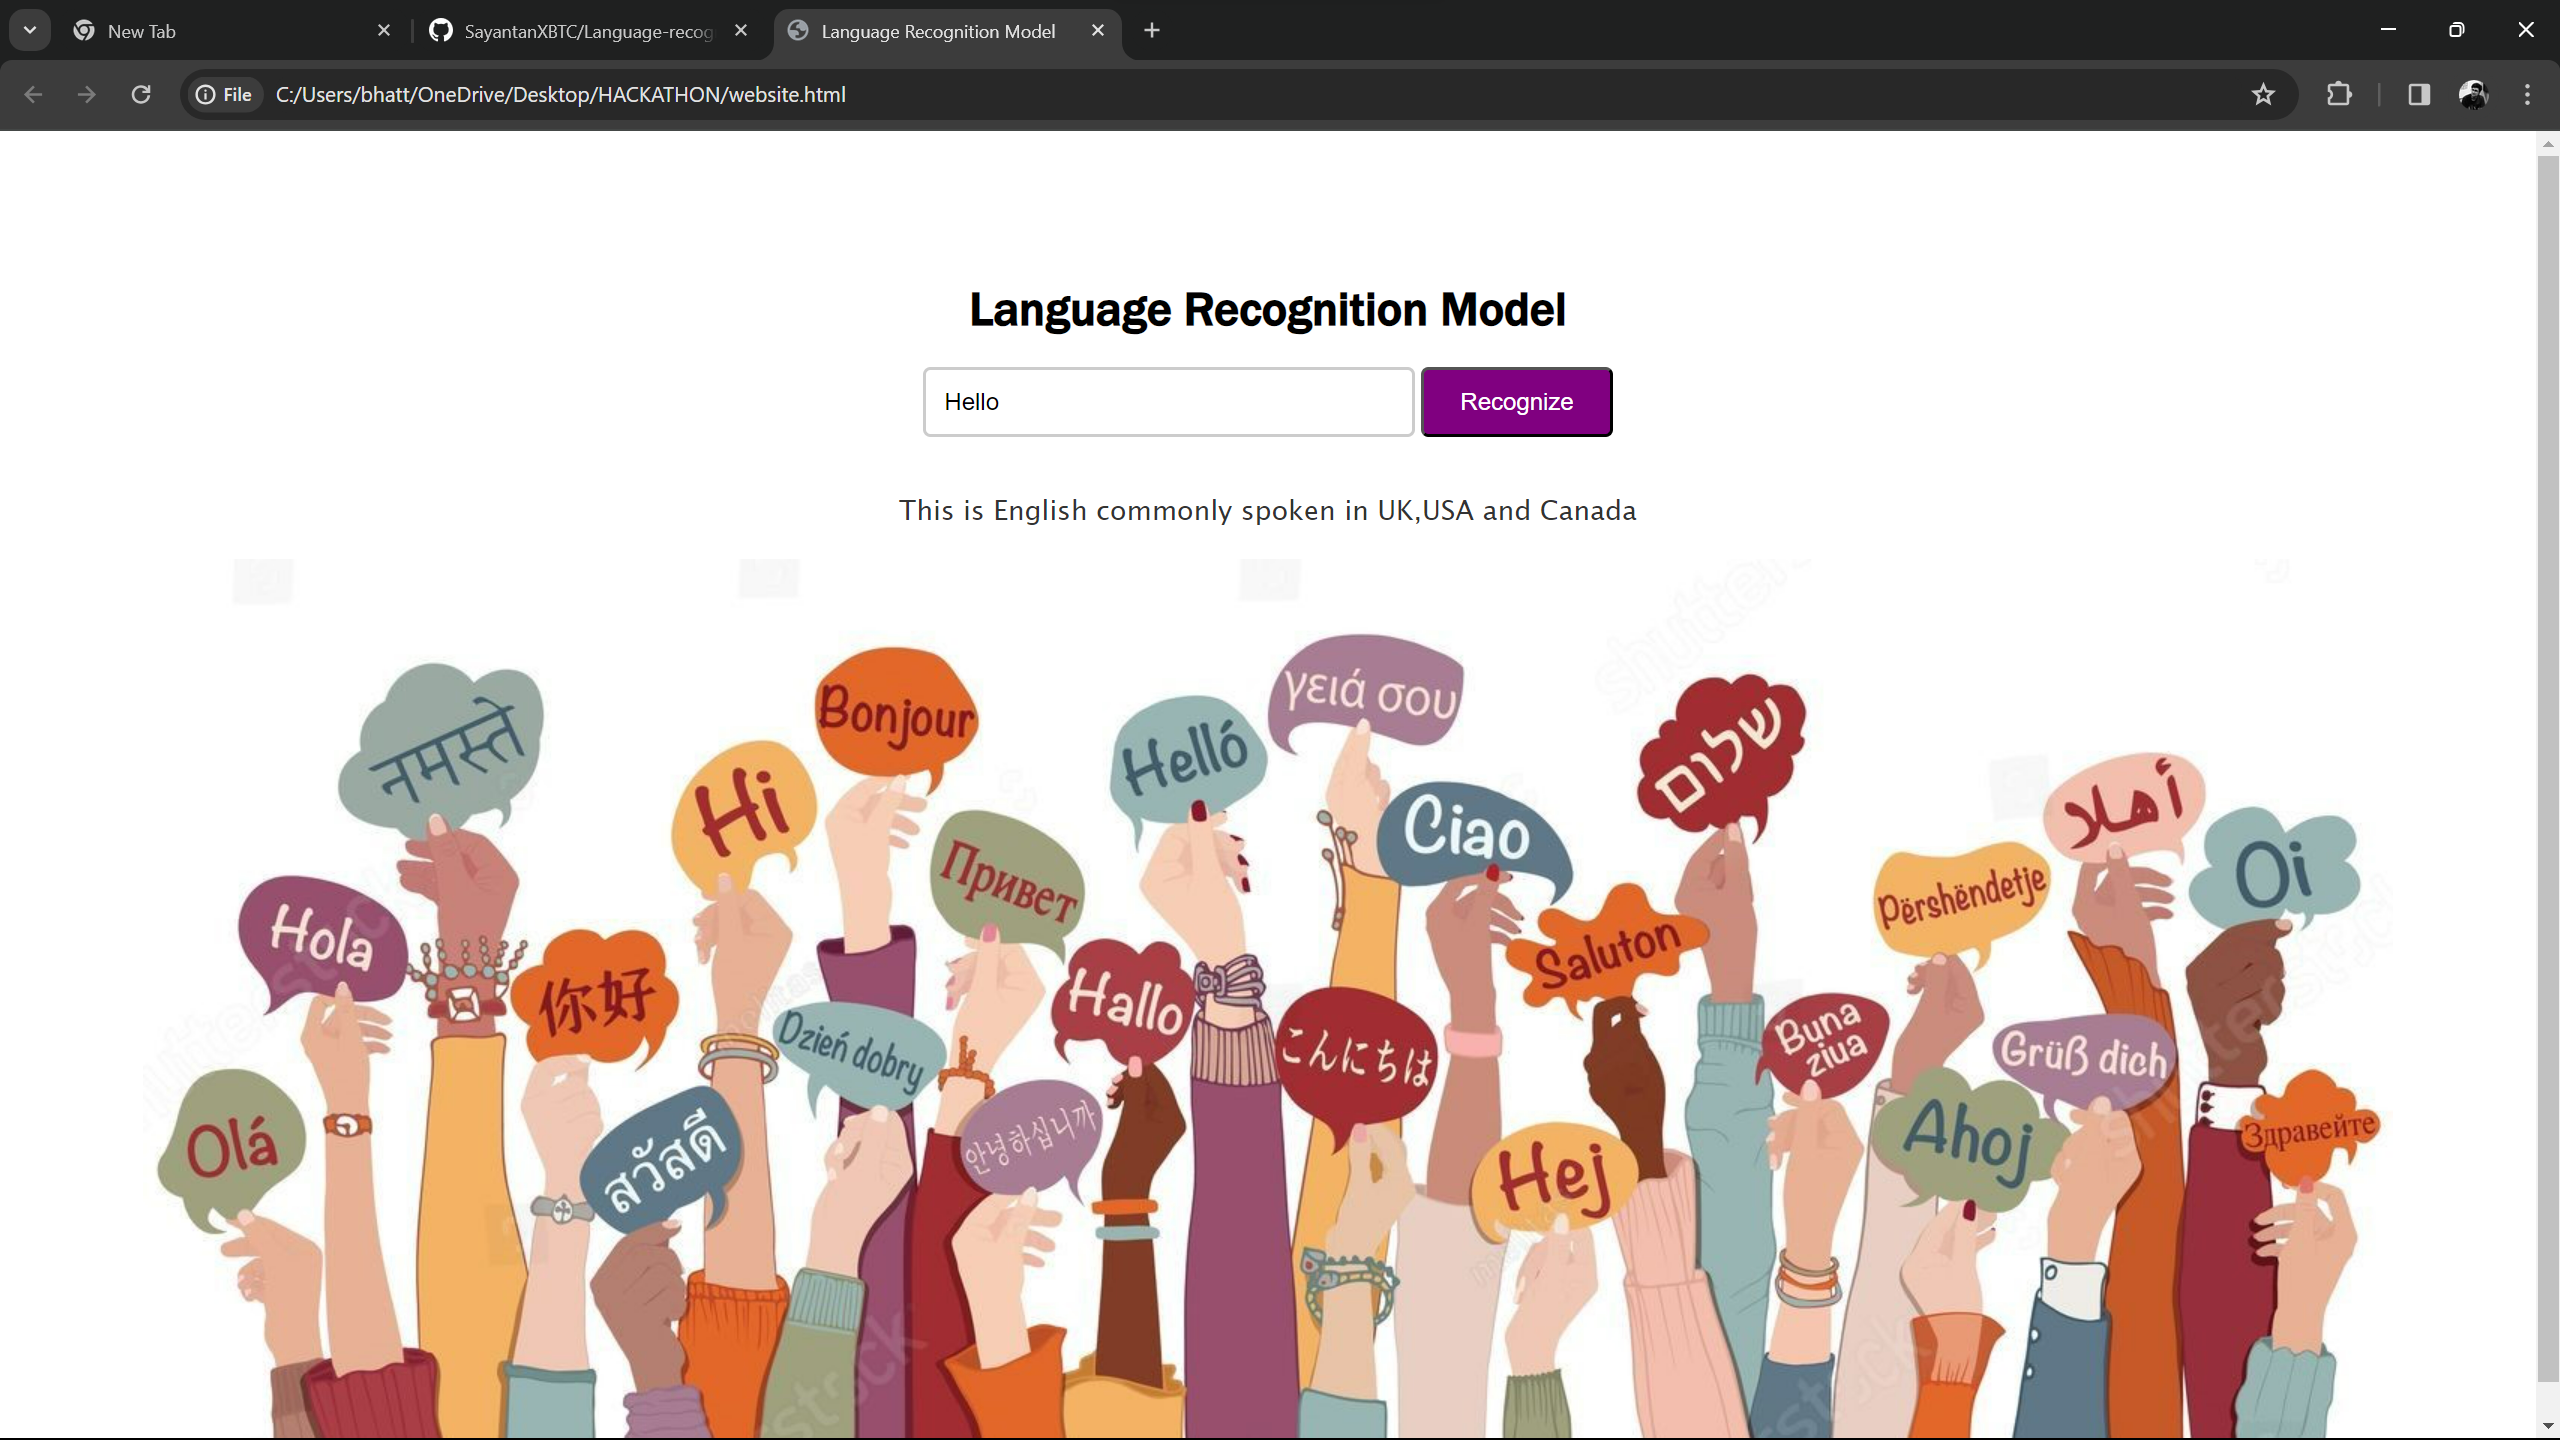 New Tab
SayantanXBTC/Language-recog
Language Recognition Model
File
C:/Users/bhatt/OneDrive/Desktop/HACKATHON/website.html
Language Recognition Model
Hello
Recognize
This is English commonly spoken in UK,USA and Canada
नमस्ते
Hi
Bonjour
Helló
γειά σου
שלום
أهلا
Привет
Ciao
Përshëndetje
Oi
Hola
你好
Hallo
Saluton
Dzień dobry
こんにちは
Buna
ziua
Grüß dich
Olá
สวัสดี
안녕하십니까
Hej
Ahoj
Здравейте
shutterstock